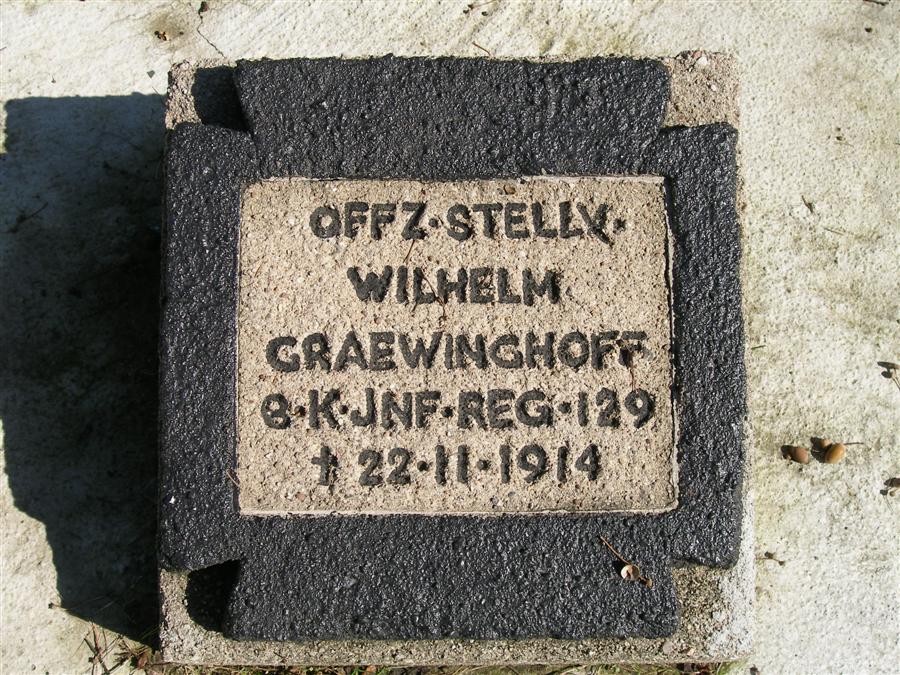 OFFZ·STELLV·
WILHELM
GRAEWINGHOFF
8·K·JNF·REG·129
† 22·11·1914